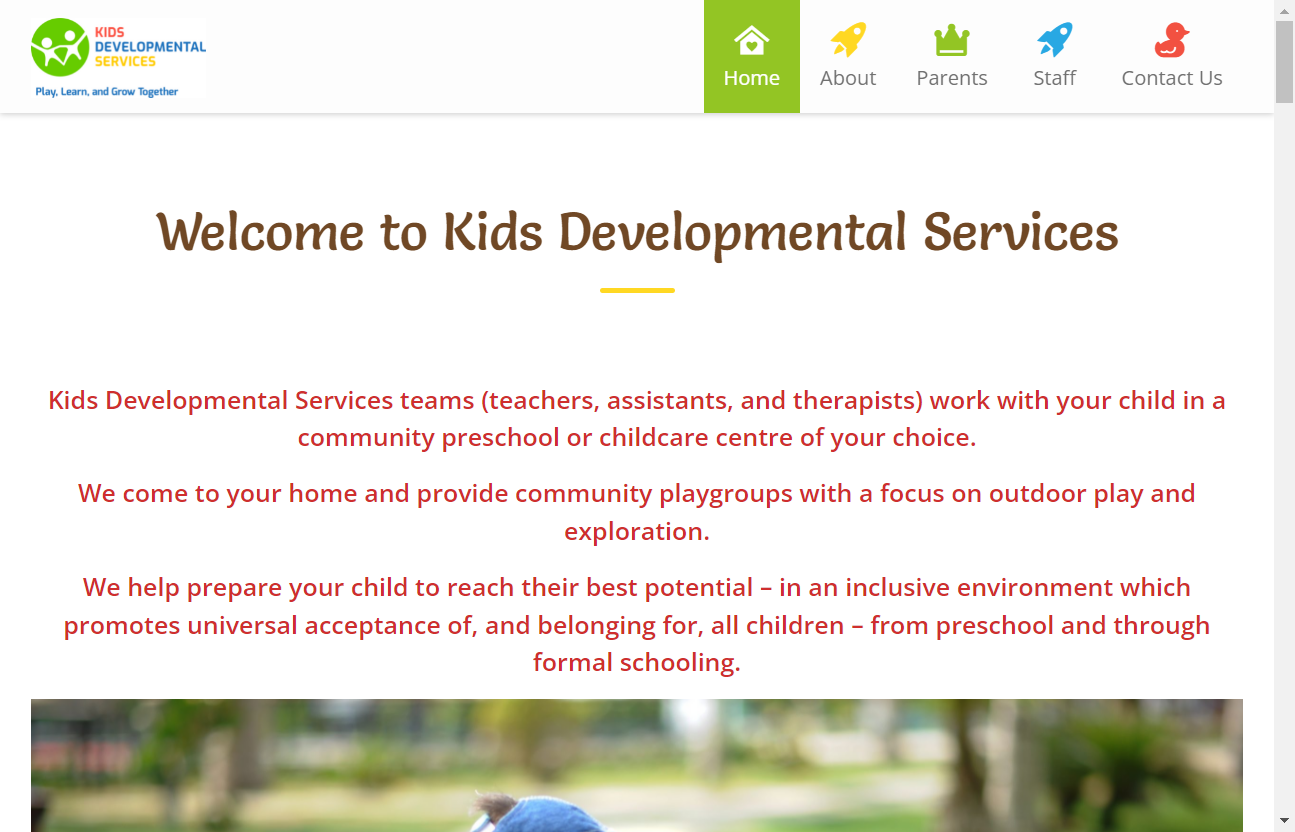 KIDS
DEVELOPMENTAL
SERVICES
Play, Learn, and Grow Together
Home
About
Parents
Staff
Contact Us
Welcome to Kids Developmental Services
Kids Developmental Services teams (teachers, assistants, and therapists) work with your child in a
community preschool or childcare centre of your choice.
We come to your home and provide community playgroups with a focus on outdoor play and
exploration.
We help prepare your child to reach their best potential – in an inclusive environment which
promotes universal acceptance of, and belonging for, all children – from preschool and through
formal schooling.